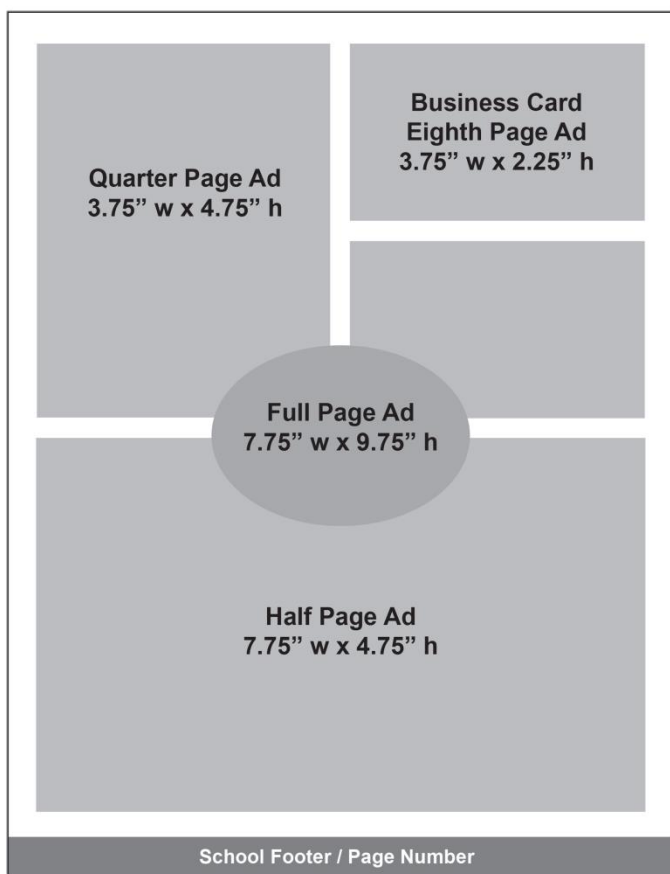 Quarter Page Ad
3.75” w x 4.75” h
Business Card
Eighth Page Ad
3.75” w x 2.25” h
Full Page Ad
7.75” w x 9.75” h
Half Page Ad
7.75” w x 4.75” h
School Footer / Page Number